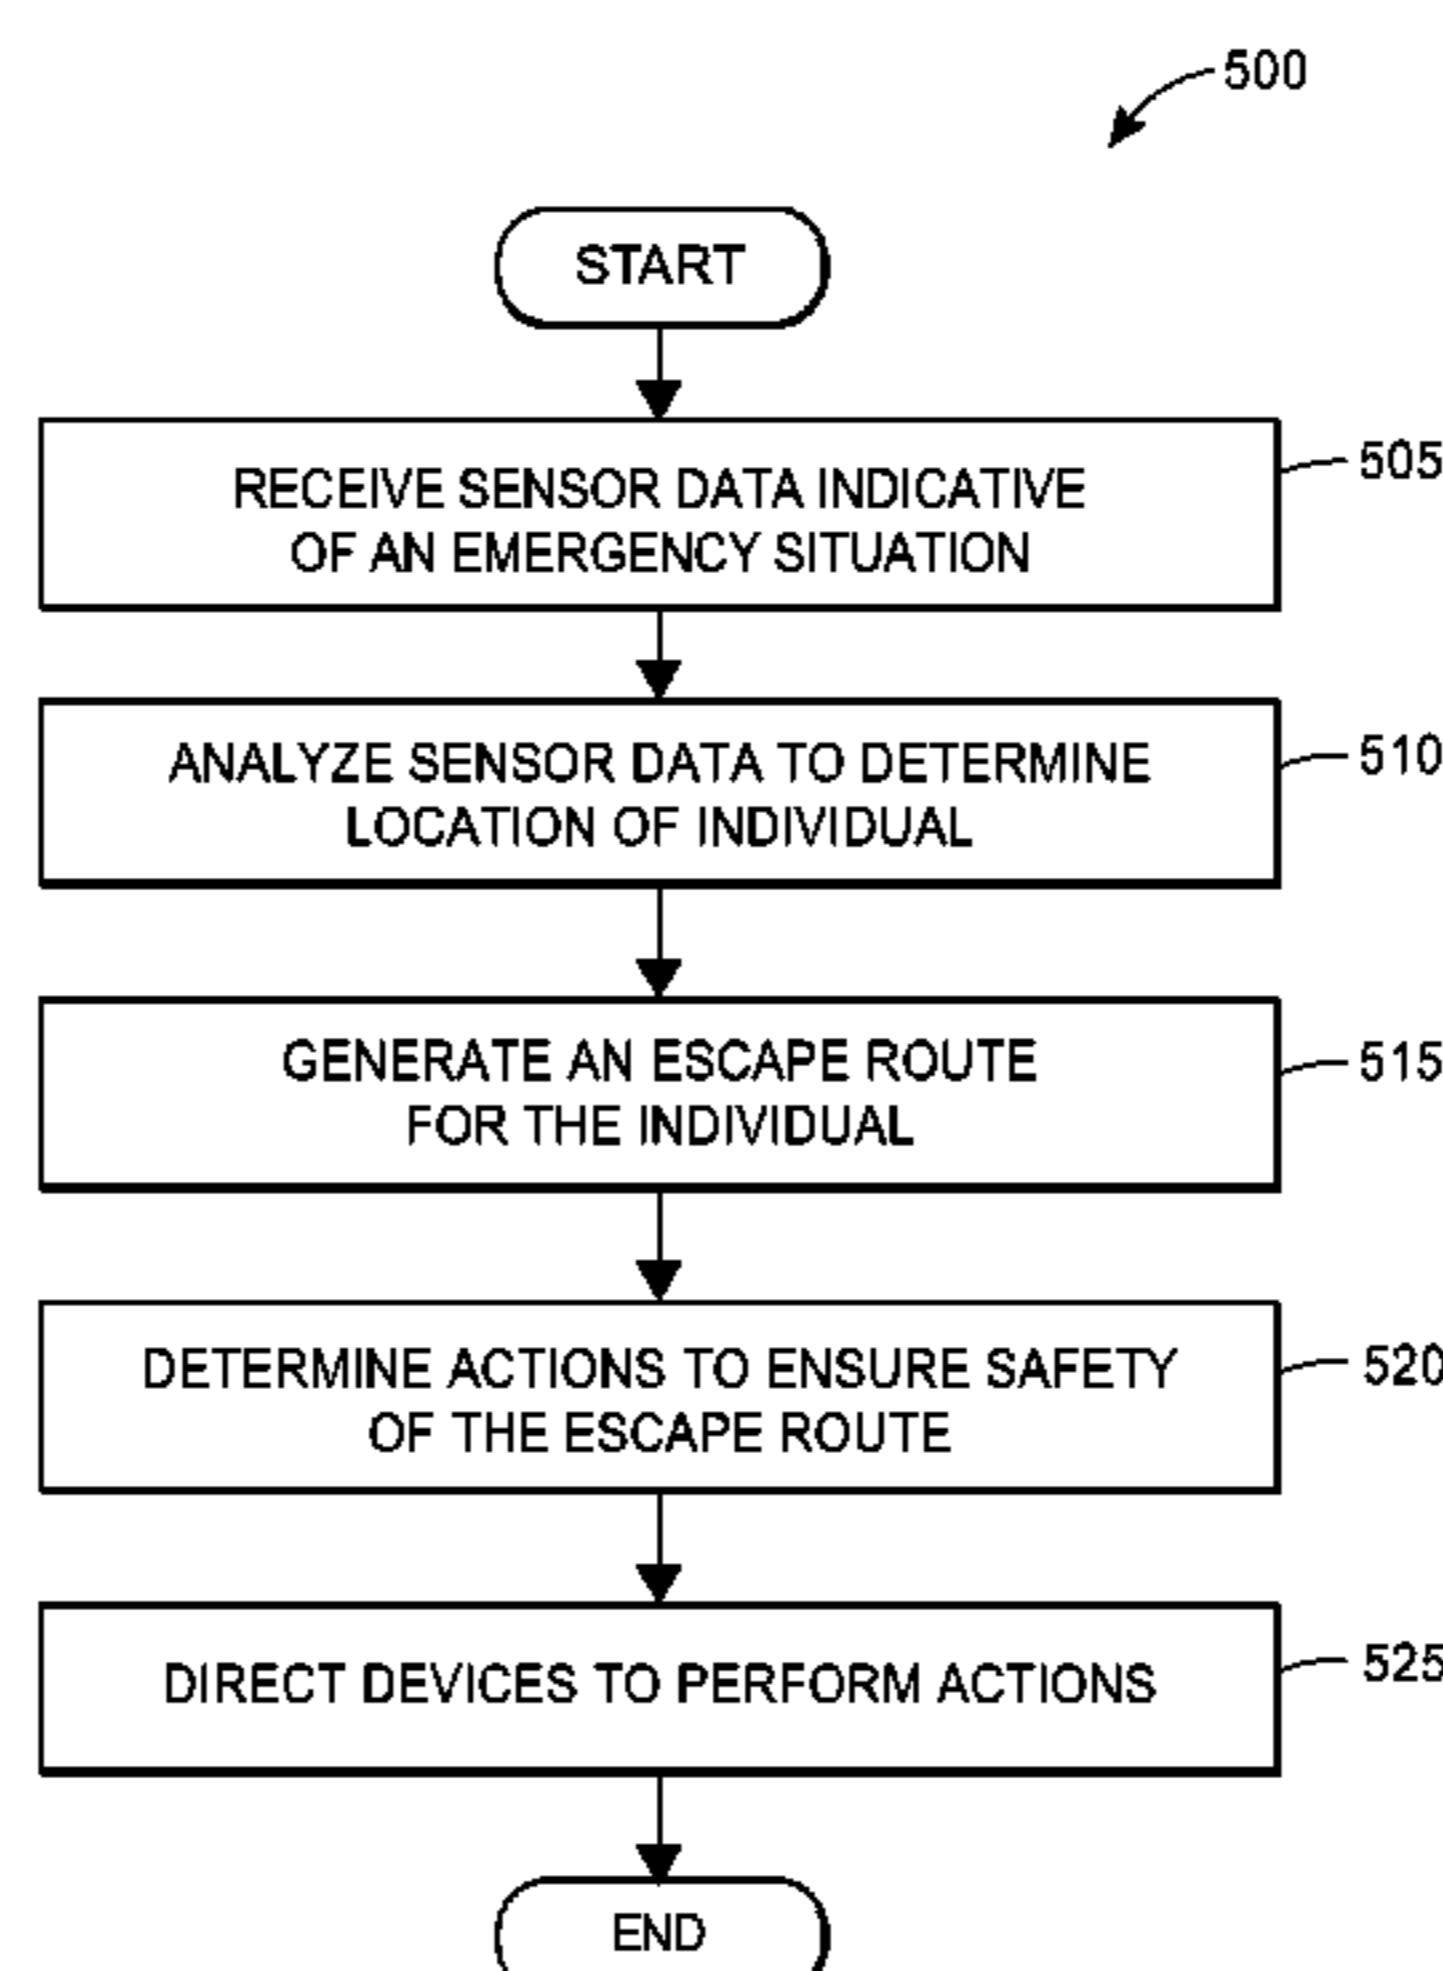 500
START
RECEIVE SENSOR DATA INDICATIVE
OF AN EMERGENCY SITUATION
505
ANALYZE SENSOR DATA TO DETERMINE
LOCATION OF INDIVIDUAL
510
GENERATE AN ESCAPE ROUTE
FOR THE INDIVIDUAL
515
DETERMINE ACTIONS TO ENSURE SAFETY
OF THE ESCAPE ROUTE
520
DIRECT DEVICES TO PERFORM ACTIONS
525
END